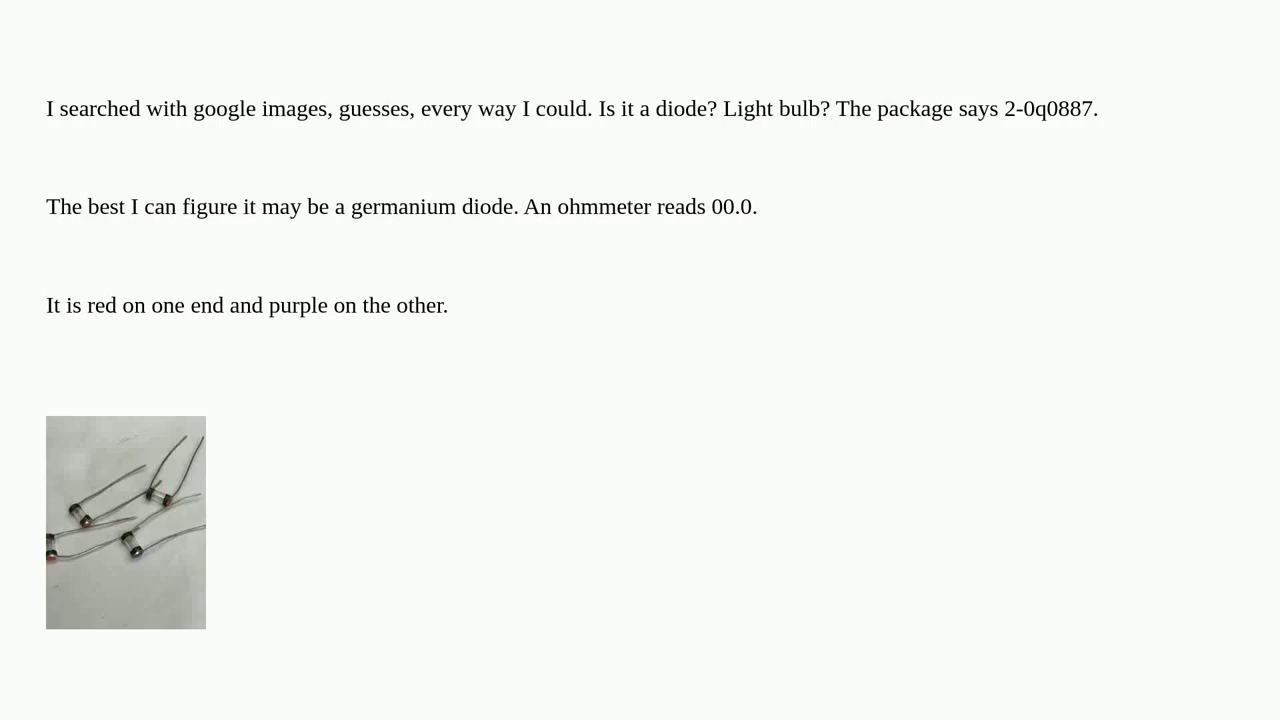 I searched with google images, guesses, every way I could. Is it a diode? Light bulb? The package says 2-0q0887.
The best I can figure it may be a germanium diode. An ohmmeter reads 00.0.
It is red on one end and purple on the other.